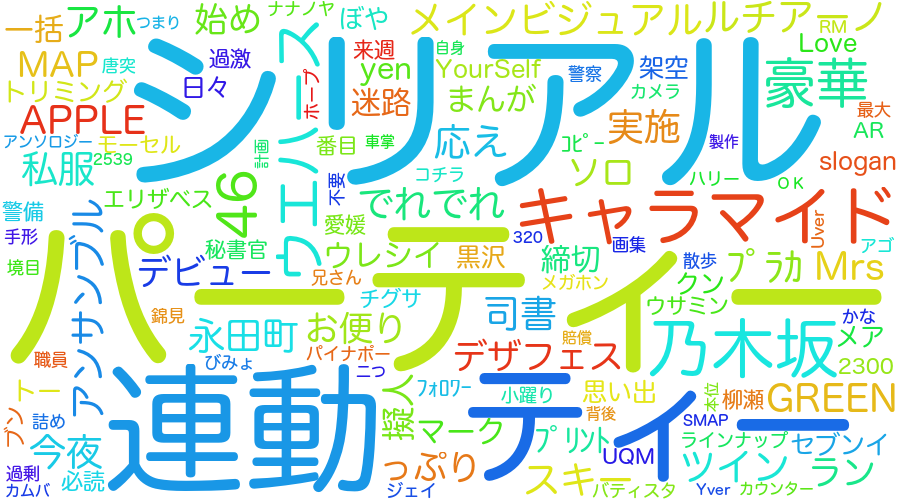 一括
アホ
つまり
始め
ナナノヤ
ぼや
メインビジュアル
ルチアーノ
RM
MAP
唐突
過激
ウエハース
来週
自身
Love
トリミング
日々
ホープ
yen
YourSelf
警察
架空
豪華
APPLE
迷路
まんが
カメラ
最大
シリアル
アンソロジー
モーセル
計画
番目
車掌
応え
ｺﾋﾟｰ
実施
製作
AR
私服
2539
コチラ
ソロ
ハリー
OK
slogan
エリザベス
46
不要
でれでれ
キャラマイド
警備
アンサンブル
愛媛
320
画集
Uver
手形
秘書官
ウレシイ
黒沢
締切
散歩
ﾌﾟﾗｶ
アゴ
境目
デビュー
兄さん
メガホン
クン
Mrs
パーティー
チグサ
司書
ウサミン
かな
錦見
永田町
お便り
賠償
乃木坂
メア
職員
びみょ
パイナポー
デザフェス
2300
トー
連動
二つ
ﾌｫﾛﾜｰ
小躍り
ティー
思い出
本位
柳瀬
GREEN
ブン
詰め
擬人
マーク
背後
SMAP
今夜
っぷり
ﾌﾟﾘﾝﾄ
UQM
ラインナップ
セブンイ
過剰
必読
スキー
ツイン
ラン
カムバ
ジェイ
バティスタ
Yver
カウンター